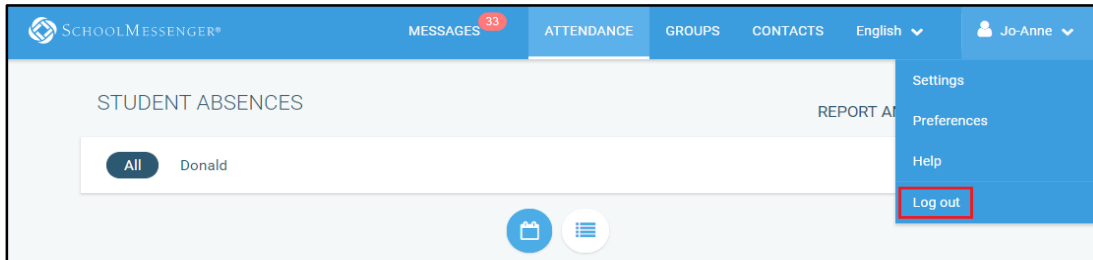 SCHOOLMESSENGER® MESSAGES 33 ATTENDANCE GROUPS CONTACTS English Jo-Anne
Settings
STUDENT ABSENCES
REPORT A
Preferences
All Donald
Help
Log out